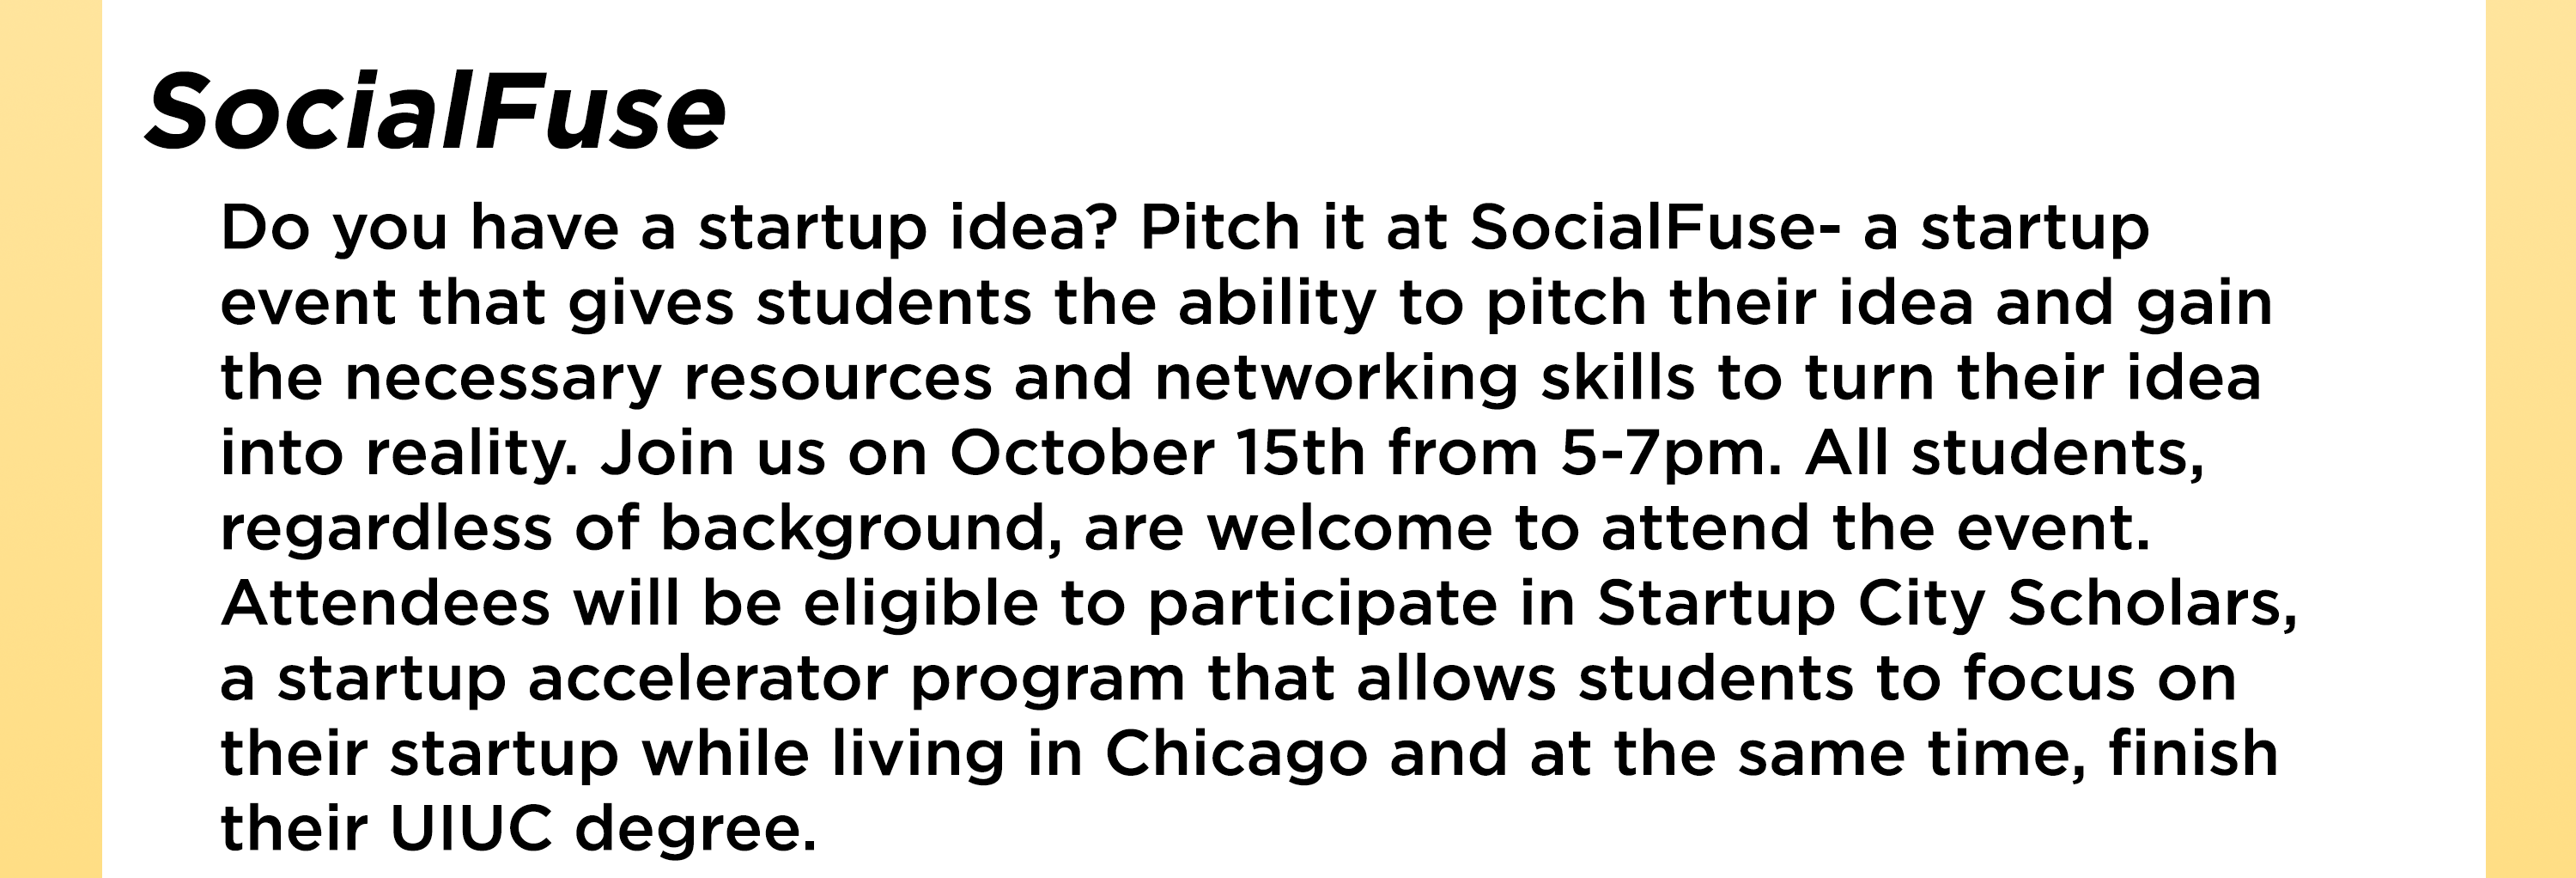 SocialFuse
Do you have a startup idea? Pitch it at SocialFuse- a startup
event that gives students the ability to pitch their idea and gain
the necessary resources and networking skills to turn their idea
into reality. Join us on October 15th from 5-7pm. All students,
regardless of background, are welcome to attend the event.
Attendees will be eligible to participate in Startup City Scholars,
a startup accelerator program that allows students to focus on
their startup while living in Chicago and at the same time, finish
their UIUC degree.